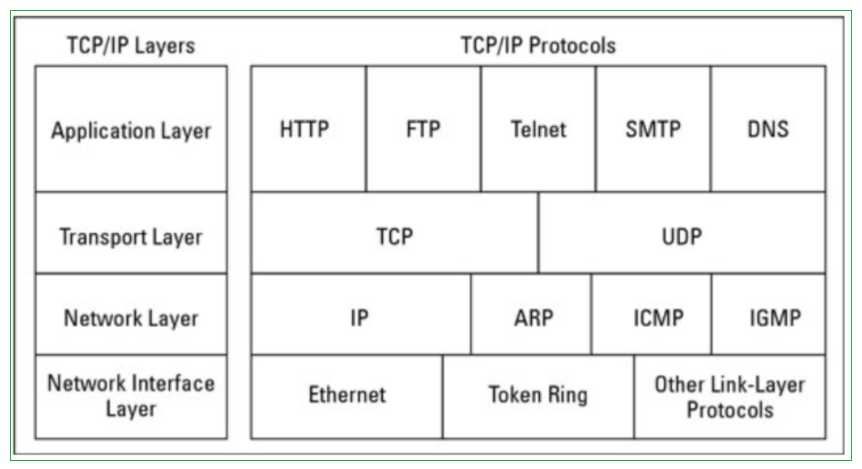 TCP/IP Layers TCP/IP Protocols
Application Layer HTTP FTP Telnet SMTP DNS
Transport Layer TCP UDP
Network Layer IP ARP ICMP IGMP
Network Interface
Layer
Ethernet Token Ring
Other Link-Layer
Protocols